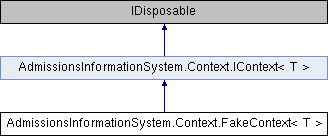 IDisposable
AdmissionsInformationSystem.Context.IContext< T >
AdmissionsInformationSystem.Context.FakeContext< T >